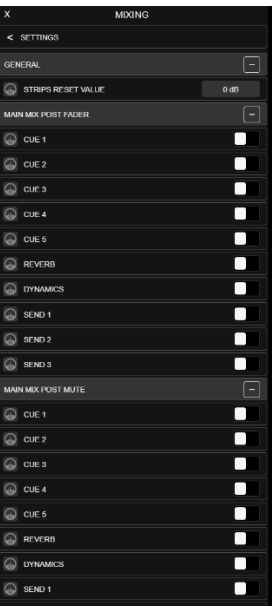 X MIXING
< SETTINGS
GENERAL −
STRIPS RESET VALUE 0 dB
MAIN MIX POST FADER −
CUE 1
CUE 2
CUE 3
CUE 4
CUE 5
REVERB
DYNAMICS
SEND 1
SEND 2
SEND 3
MAIN MIX POST MUTE −
CUE 1
CUE 2
CUE 3
CUE 4
CUE 5
REVERB
DYNAMICS
SEND 1